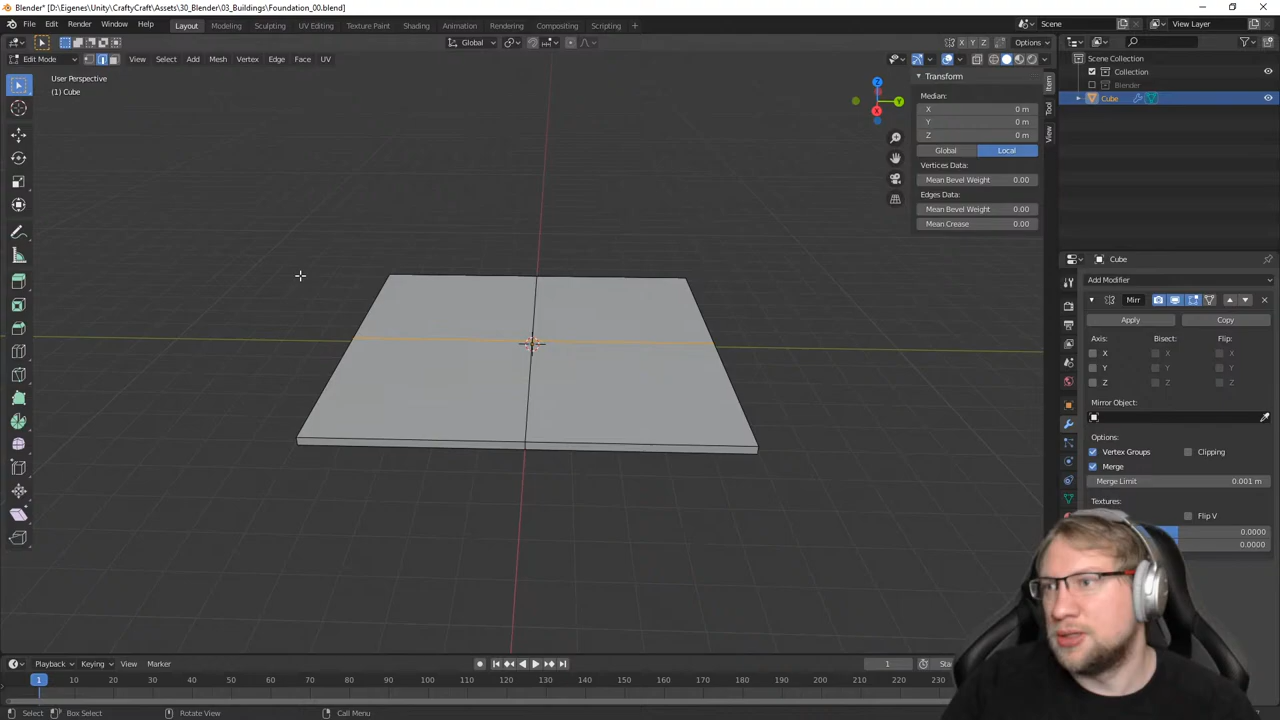 Blender* [D:\Eigenes\Unity\CraftyCraft\Assets\30_Blender\03_Buildings\Foundation_00.blend]
File Edit Render Window Help Layout Modeling Sculpting UV Editing Texture Paint Shading Animation Rendering Compositing Scripting + Scene View Layer
Global X Y Z Options
Edit Mode View Select Add Mesh Vertex Edge Face UV
User Perspective
(1) Cube
Z
Y
X
Transform
Median:
X 0 m
Y 0 m
Z 0 m
Global Local
Vertices Data:
Mean Bevel Weight 0.00
Edges Data:
Mean Bevel Weight 0.00
Mean Crease 0.00
Item
Tool
View
Scene Collection
Collection
Blender
Cube
Cube
Add Modifier
Mirr
Apply Copy
Axis: Bisect: Flip:
X X X
Y Y Y
Z Z Z
Mirror Object:
Options:
Vertex Groups Clipping
Merge
Merge Limit 0.001 m
Textures:
Flip V
0.0000
0.0000
Playback Keying View Marker 1
1 10 20 30 40 50 60 70 80 90 100 110 120 130 140 150 160 170 180 190 200 210 220 230
Select Box Select Rotate View Call Menu